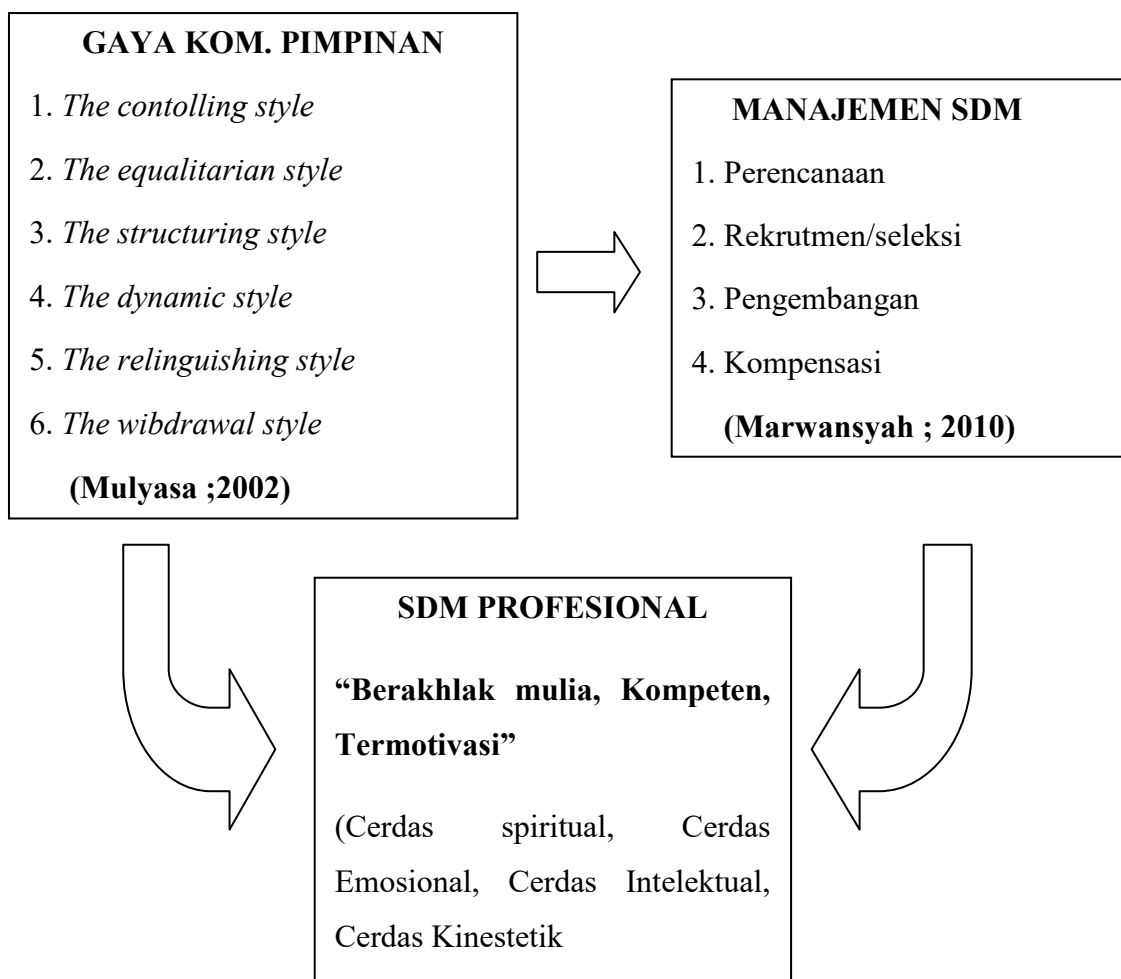 GAYA KOM. PIMPINAN
1. The contolling style
2. The equalitarian style
3. The structuring style
4. The dynamic style
5. The relinguishing style
6. The wibdrawal style
(Mulyasa ;2002)
MANAJEMEN SDM
1. Perencanaan
2. Rekrutmen/seleksi
3. Pengembangan
4. Kompensasi
(Marwansyah ; 2010)
SDM PROFESIONAL
“Berakhlak mulia, Kompeten,
Termotivasi”
(Cerdas spiritual, Cerdas
Emosional, Cerdas Intelektual,
Cerdas Kinestetik